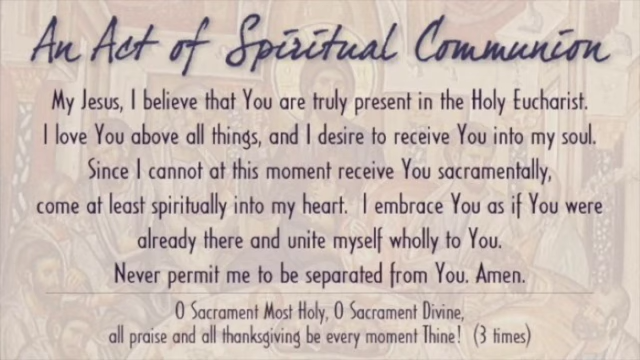 An Act of Spiritual Communion
My Jesus, I believe that You are truly present in the Holy Eucharist.
I love You above all things, and I desire to receive You into my soul.
Since I cannot at this moment receive You sacramentally,
come at least spiritually into my heart. I embrace You as if You were
already there and unite myself wholly to You.
Never permit me to be separated from You. Amen.
O Sacrament Most Holy, O Sacrament Divine,
all praise and all thanksgiving be every moment Thine! (3 times)